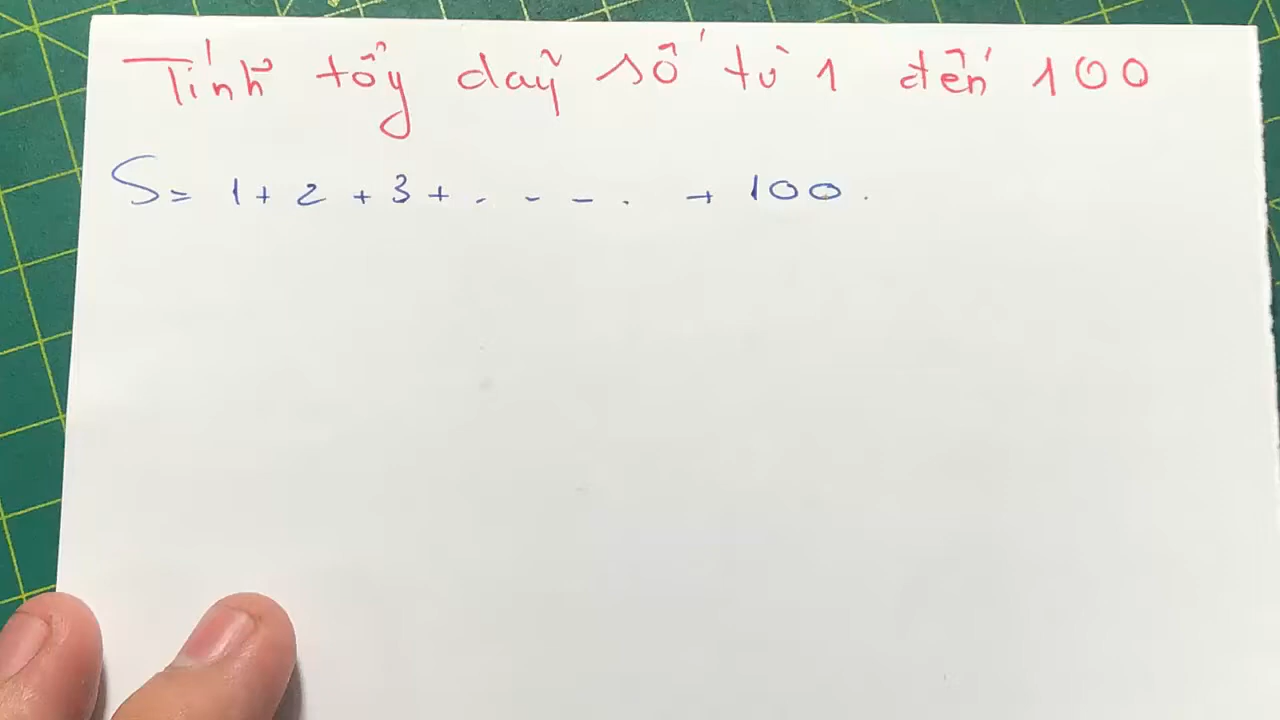 Tính tổng dãy số từ 1 đến 100
S = 1 + 2 + 3 + . - - - . + 100.